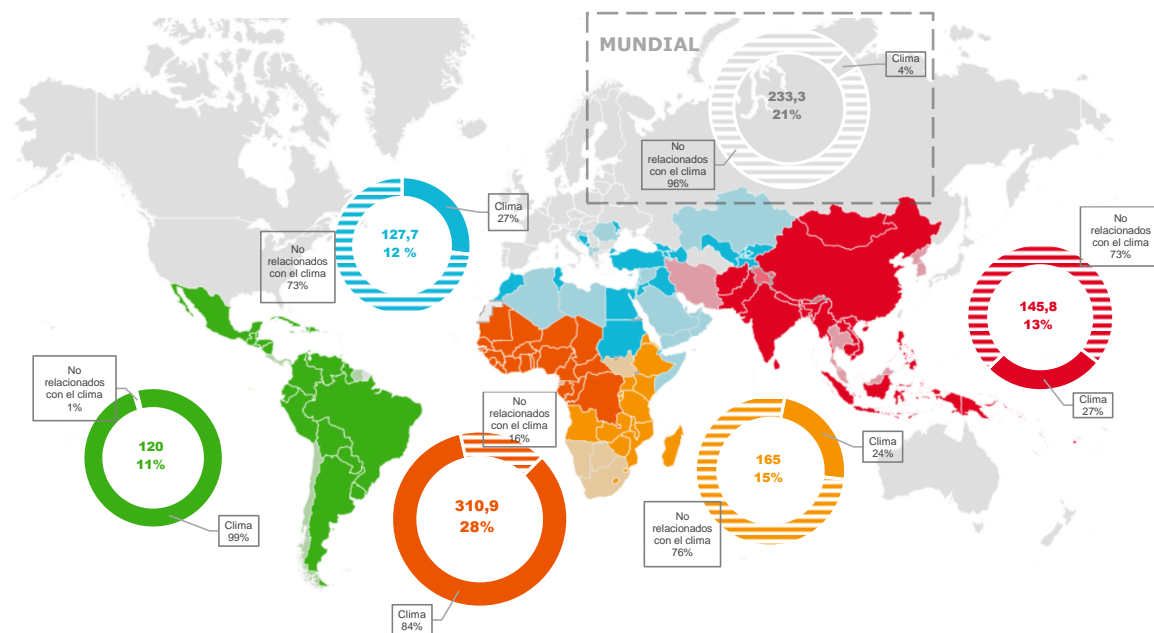 MUNDIAL
Clima
4%
233,3
21%
No
relacionados
con el clima
96%
Clima
27%
127,7
12 %
No
relacionados
con el clima
73%
No
relacionados
con el clima
73%
145,8
13%
Clima
27%
No
relacionados
con el clima
1%
120
11%
Clima
99%
No
relacionados
con el clima
16%
310,9
28%
Clima
84%
Clima
24%
165
15%
No
relacionados
con el clima
76%